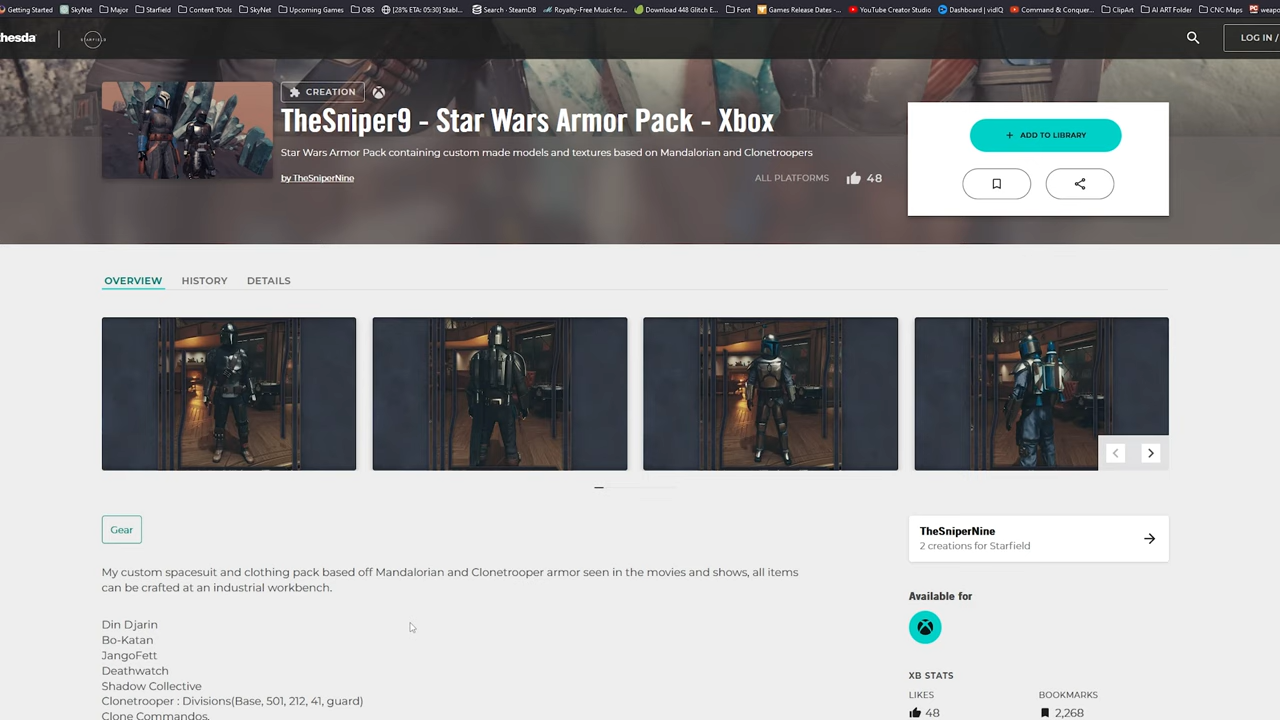 Getting Started
SkyNet
Major
Starfield
Content TOols
SkyNet
Upcoming Games
OBS
[28% ETA: 05:30] Stabl...
Search · SteamDB
Royalty-Free Music for...
Download 448 Glitch E...
Font
Games Release Dates -...
YouTube Creator Studio
Dashboard | vidIQ
Command & Conquer...
ClipArt
AI ART Folder
CNC Maps
weapo
hesda
STARFIELD
LOG IN /
CREATION
TheSniper9 - Star Wars Armor Pack - Xbox
Star Wars Armor Pack containing custom made models and textures based on Mandalorian and Clonetroopers
by TheSniperNine
ALL PLATFORMS
48
+ ADD TO LIBRARY
OVERVIEW
HISTORY
DETAILS
Gear
My custom spacesuit and clothing pack based off Mandalorian and Clonetrooper armor seen in the movies and shows, all items
can be crafted at an industrial workbench.
Din Djarin
Bo-Katan
JangoFett
Deathwatch
Shadow Collective
Clonetrooper : Divisions(Base, 501, 212, 41, guard)
Clone Commandos,
TheSniperNine
2 creations for Starfield
Available for
XB STATS
LIKES
BOOKMARKS
48
2,268